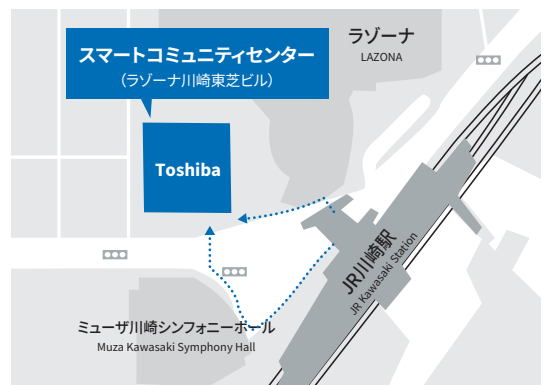 スマートコミュニティセンター
（ラゾーナ川崎東芝ビル）
ラゾーナ
LAZONA
Toshiba
JR川崎駅
JR Kawasaki Station
ミューザ川崎シンフォニーホール
Muza Kawasaki Symphony Hall